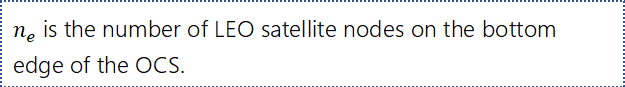 nₑ is the number of LEO satellite nodes on the bottom
edge of the OCS.